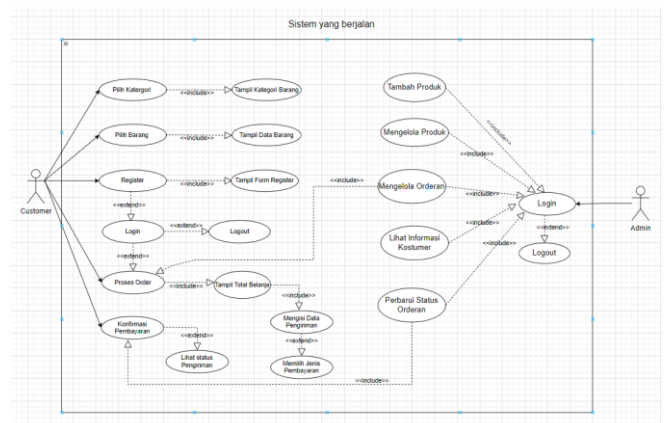 Sistem yang berjalan
Pilih Katergori
<<include>>
Tampil Kategori Barang
Pilih Barang
<<include>>
Tampil Data Barang
Register
<<include>>
Tampil Form Register
<<extend>>
Login
<<extend>>
Logout
<<extend>>
Proses Order
<<include>>
Tampil Total Belanja
<<include>>
Mengisi Data
Pengiriman
<<extend>>
Memilih Jenis
Pembayaran
Konfirmasi
Pembayaran
<<extend>>
Lihat status
Pengiriman
Customer
Tambah Produk
<<include>>
Mengelola Produk
<<include>>
<<include>>
Mengelola Orderan
<<include>>
Lihat Informasi
Kostumer
<<include>>
Perbarui Status
Orderan
<<include>>
<<include>>
Login
<<extend>>
Logout
Admin